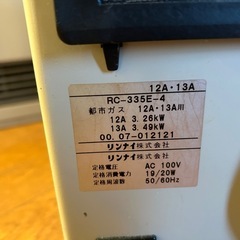 12A・13A
RC-335E-4
都市ガス 12A・13A用
12A 3.26kW
13A 3.49kW
00.07-012121
リンナイ株式会社
リンナイ株式会社
定格電圧 AC 100V
定格消費電力 19/20W
定格周波数 50/60Hz